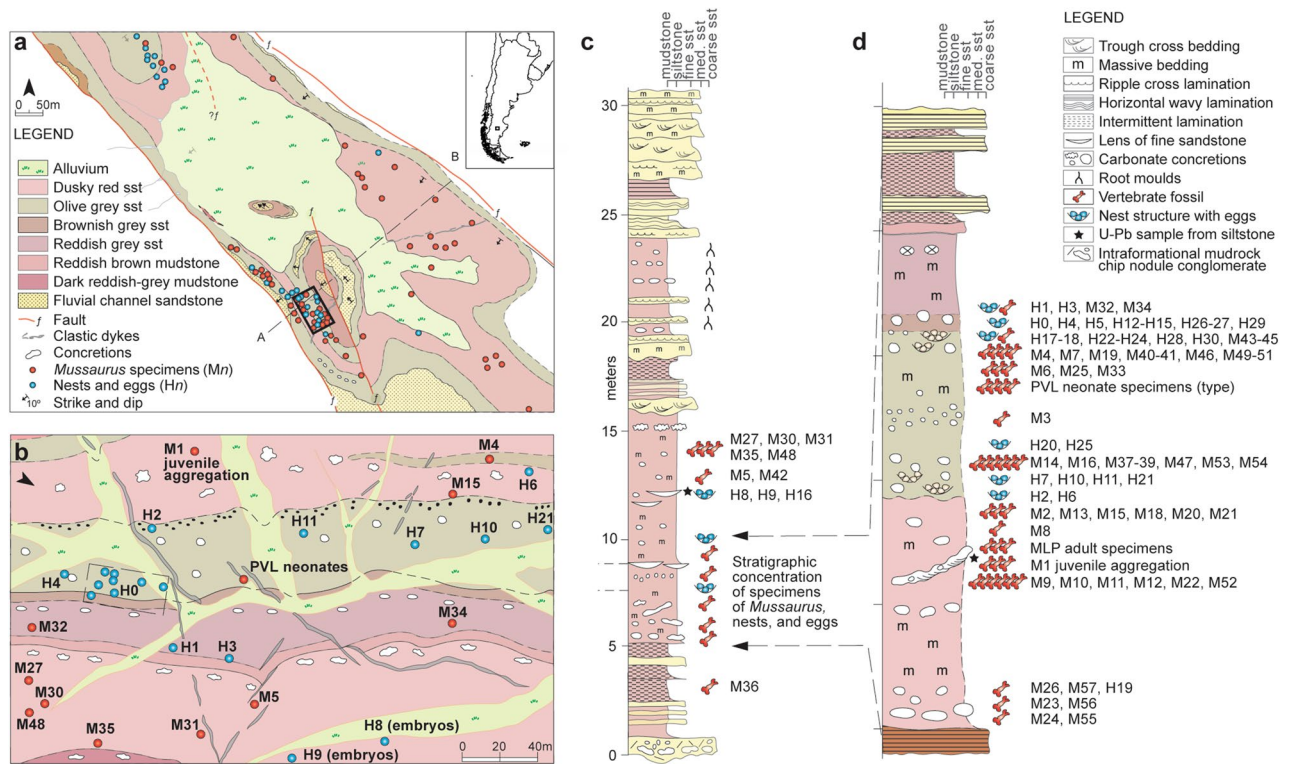 a
50m
LEGEND
Alluvium
Dusky red sst
Olive grey sst
Brownish grey sst
Reddish grey sst
Reddish brown mudstone
Dark reddish-grey mudstone
Fluvial channel sandstone
f Fault
Clastic dykes
Concretions
Mussaurus specimens (Mn)
Nests and eggs (Hn)
10° Strike and dip
f
?f
B
f
A
f
f
b
M1
juvenile
aggregation
M4
H6
M15
H2
H11
H7
H10
H21
H4
H0
PVL neonates
M32
M34
H1
H3
M27
M30
M48
M5
M35
M31
H8 (embryos)
H9 (embryos)
0 20 40m
c
mudstone
siltstone
fine sst
med. sst
coarse sst
meters
30
25
20
15
10
5
0
m
M27, M30, M31
M35, M48
M5, M42
H8, H9, H16
Stratigraphic
concentration
of specimens
of Mussaurus,
nests, and eggs
M36
d
mudstone
siltstone
fine sst
med. sst
coarse sst
m
H1, H3, M32, M34
H0, H4, H5, H12-H15, H26-27, H29
H17-18, H22-H24, H28, H30, M43-45
M4, M7, M19, M40-41, M46, M49-51
M6, M25, M33
PVL neonate specimens (type)
M3
H20, H25
M14, M16, M37-39, M47, M53, M54
H7, H10, H11, H21
H2, H6
M2, M13, M15, M18, M20, M21
M8
MLP adult specimens
M1 juvenile aggregation
M9, M10, M11, M12, M22, M52
M26, M57, H19
M23, M56
M24, M55
LEGEND
Trough cross bedding
m Massive bedding
Ripple cross lamination
Horizontal wavy lamination
Intermittent lamination
Lens of fine sandstone
Carbonate concretions
Root moulds
Vertebrate fossil
Nest structure with eggs
U-Pb sample from siltstone
Intraformational mudrock
chip nodule conglomerate